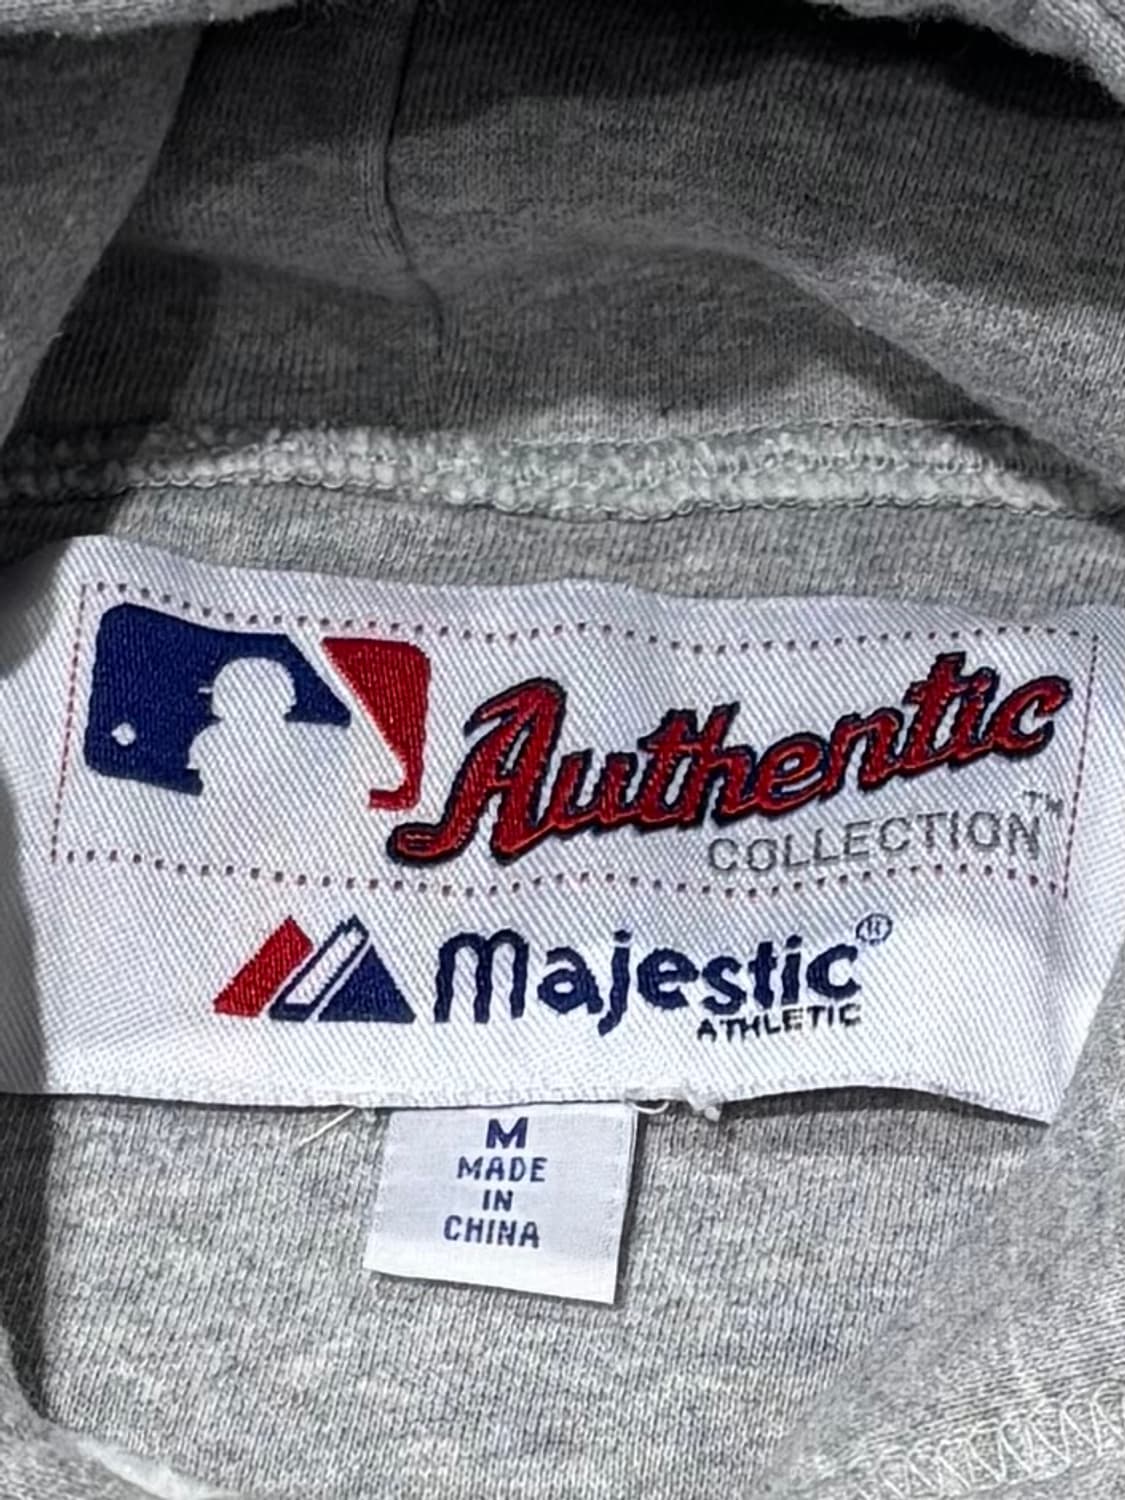 Authentic
COLLECTION™
Majestic®
ATHLETIC
M
MADE
IN
CHINA